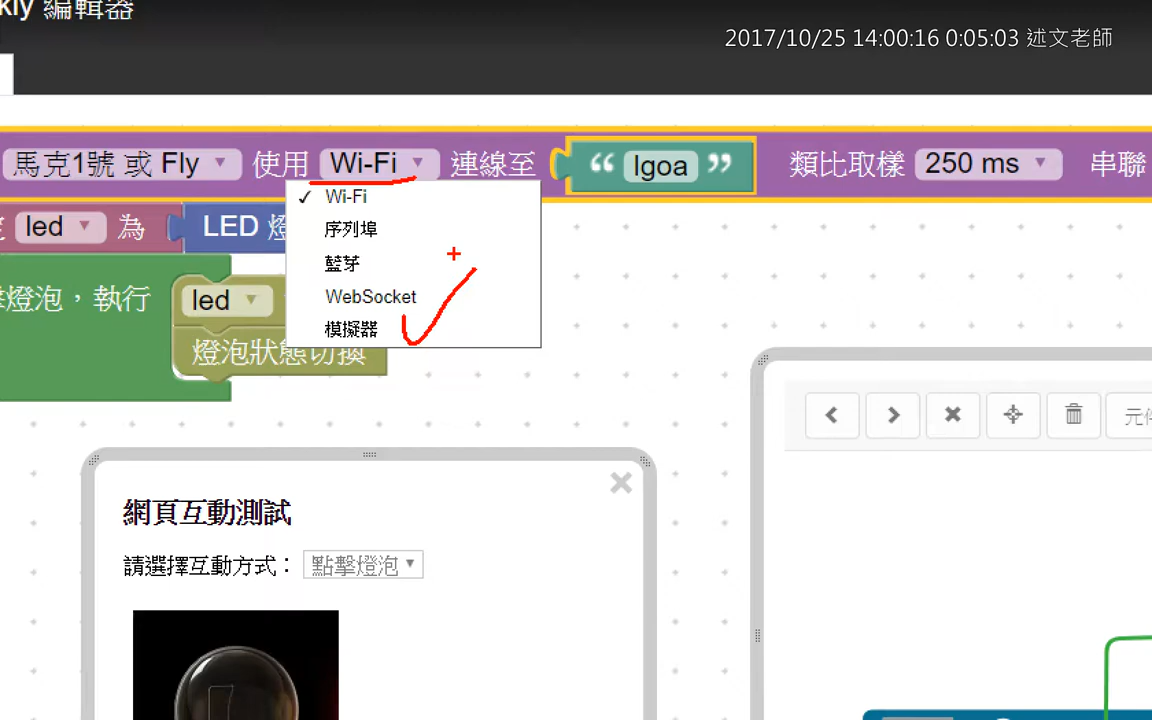 kly 編輯器
2017/10/25 14:00:16 0:05:03 述文老師
馬克1號 或 Fly 使用 Wi-Fi 連線至 “ lgoa ” 類比取樣 250 ms 串聯
Wi-Fi
led 為 LED 燈
序列埠
藍芽
WebSocket
模擬器
燈泡，執行 led
燈泡狀態切換
元件
網頁互動測試
請選擇互動方式： 點擊燈泡